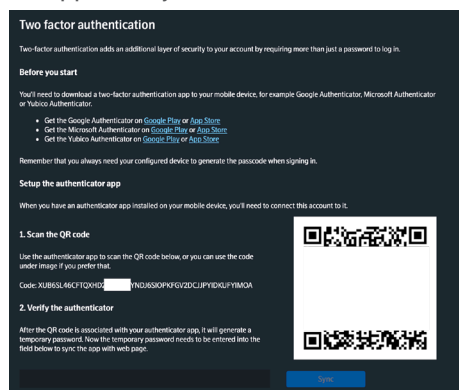 Two factor authentication
Two-factor authentication adds an additional layer of security to your account by requiring more than just a password to log in.
Before you start
You'll need to download a two-factor authentication app to your mobile device, for example Google Authenticator, Microsoft Authenticator
or Yubico Authenticator.
Get the Google Authenticator on Google Play or App Store
Get the Microsoft Authenticator on Google Play or App Store
Get the Yubico Authenticator on Google Play or App Store
Remember that you always need your configured device to generate the passcode when signing in.
Setup the authenticator app
When you have an authenticator app installed on your mobile device, you'll need to connect this account to it.
1. Scan the QR code
Use the authenticator app to scan the QR code below, or you can use the code
under image if you prefer that.
Code: XUB6SL46CFTQXHDZ YNDJ6SIOPKFGV2DCJJPYIDKUFYIMOA
2. Verify the authenticator
After the QR code is associated with your authenticator app, it will generate a
temporary password. Now the temporary password needs to be entered into the
field below to sync the app with web page.
Sync